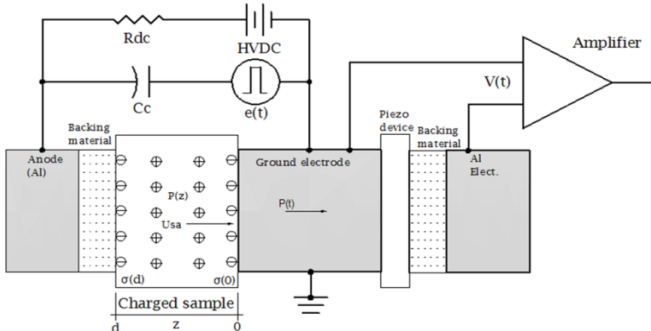 Rdc
HVDC
Cc
e(t)
Amplifier
V(t)
Backing
material
Anode
(Al)
P(z)
Usa
σ(d)
σ(0)
Ground electrode
P(t)
Piezo
device
Backing
material
Al
Elect.
Charged sample
d
z
0